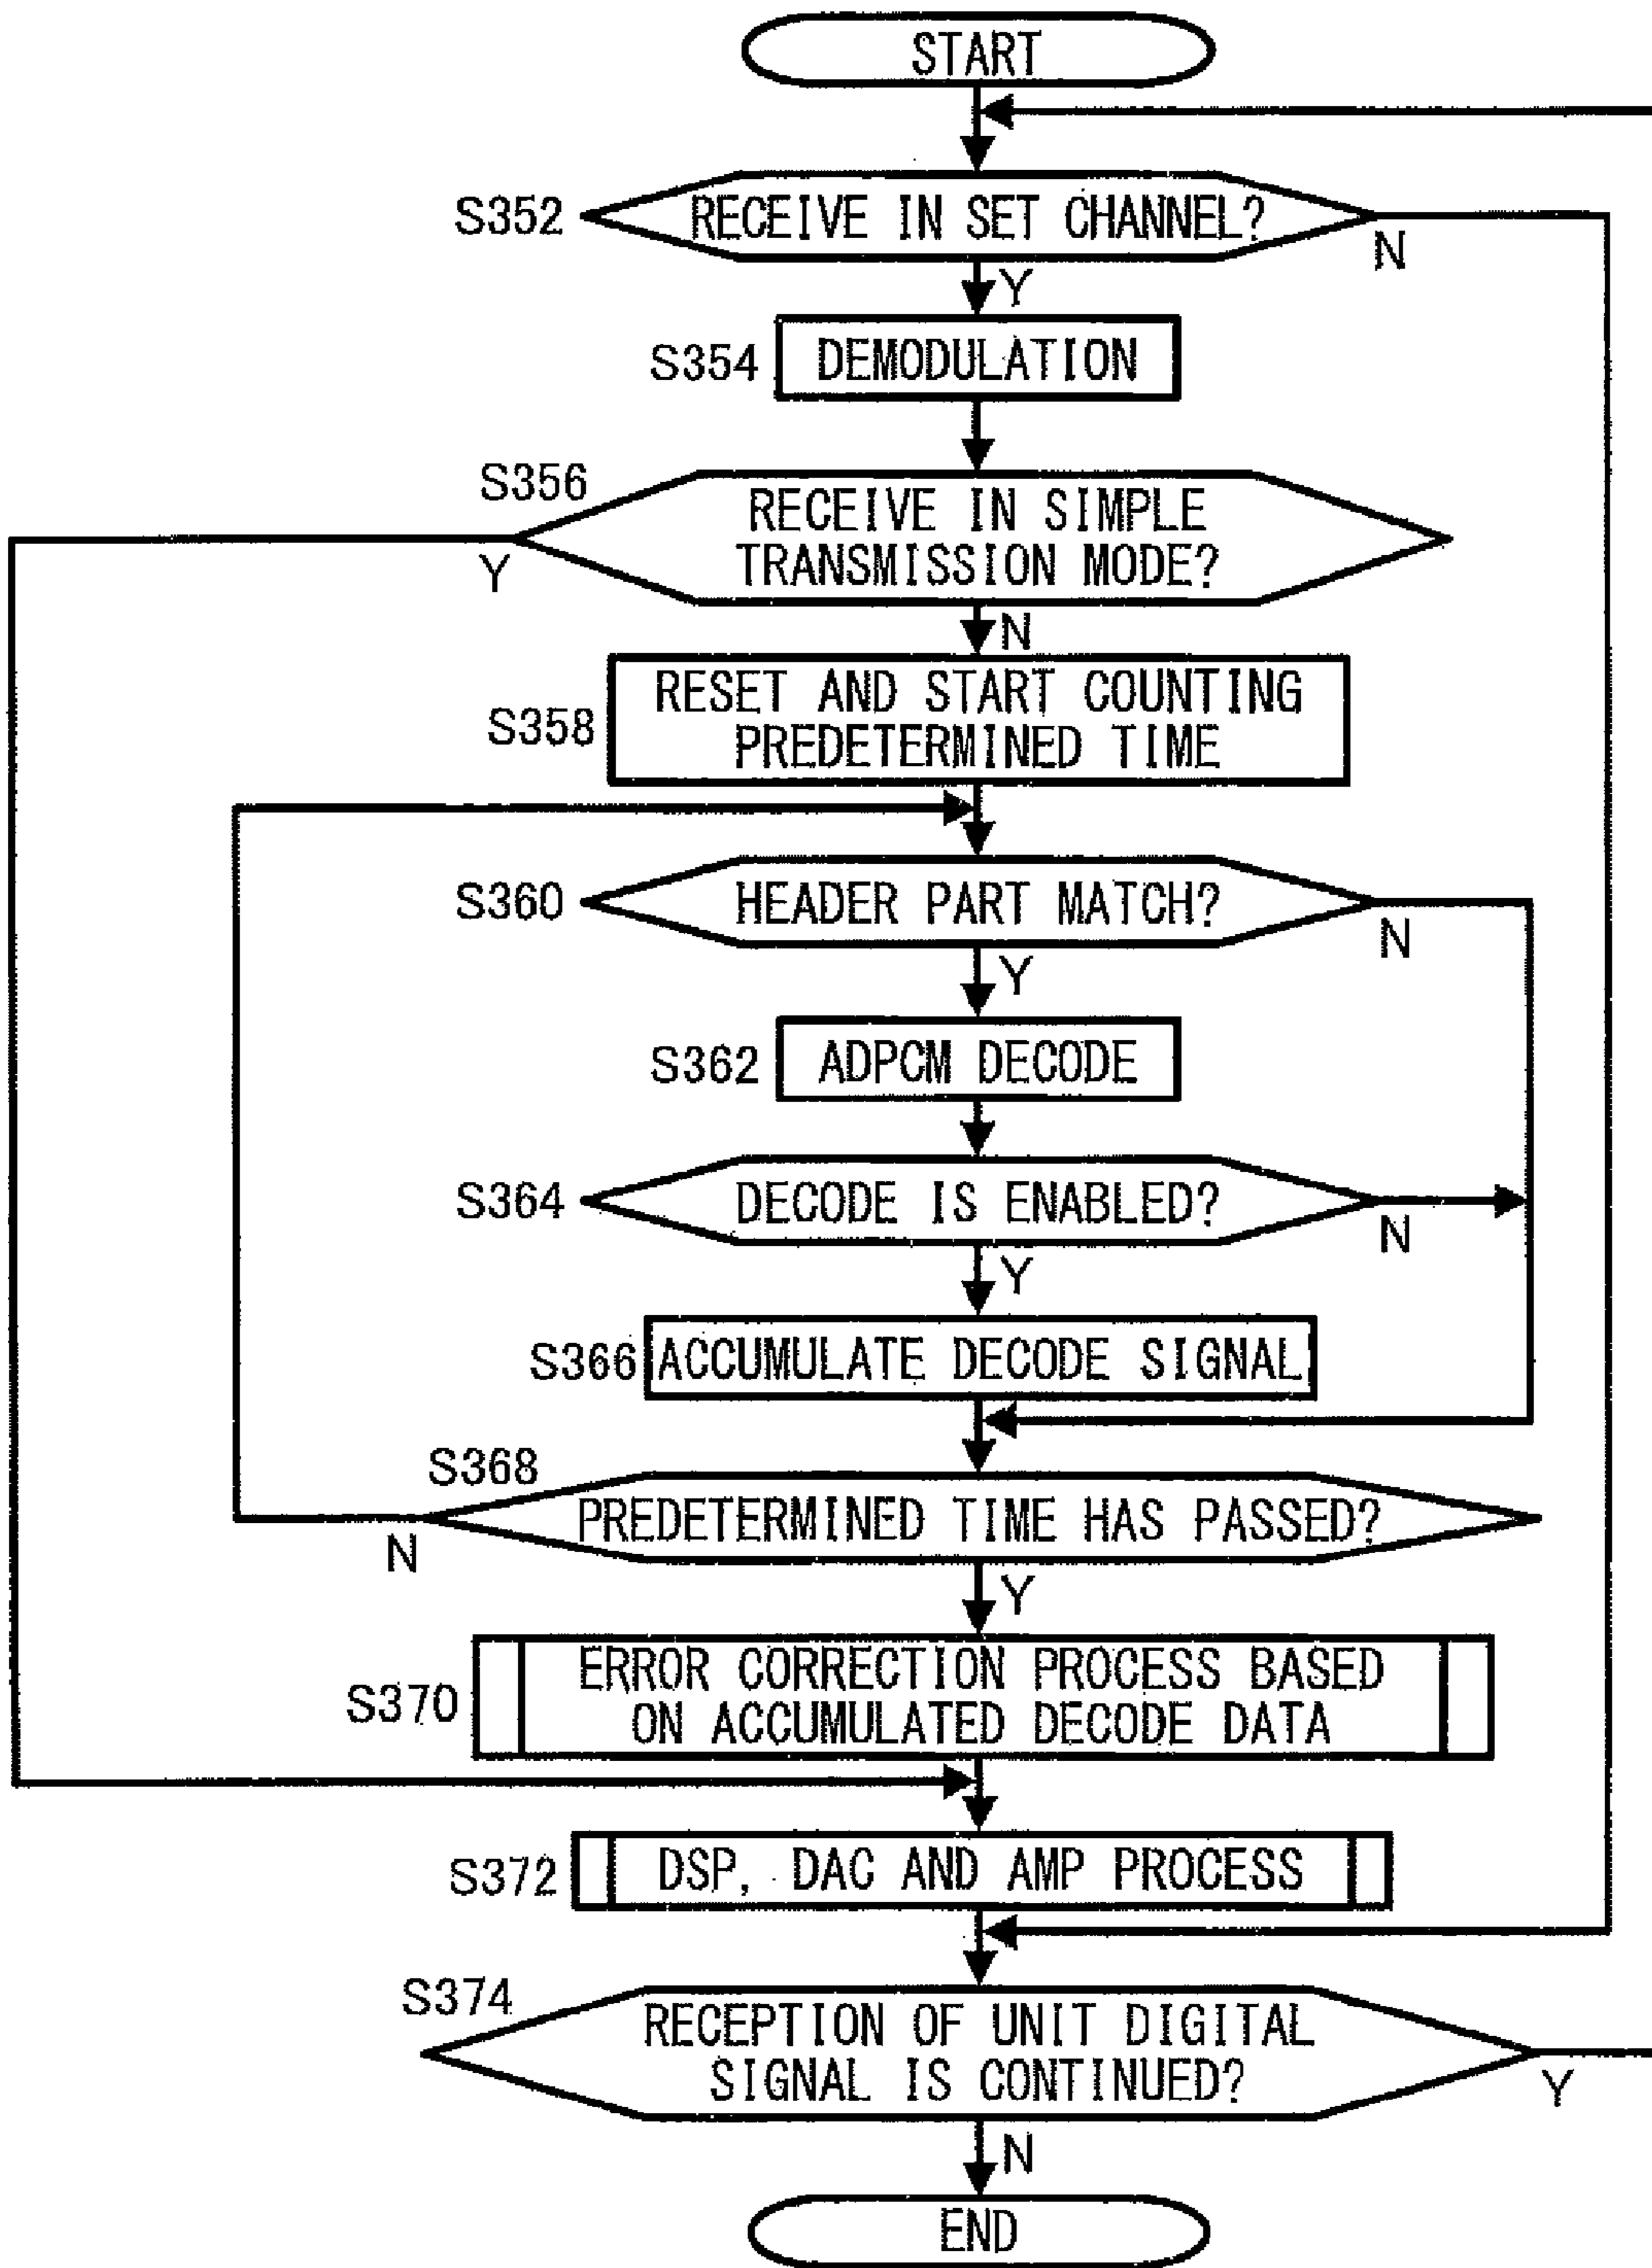 START
S352
RECEIVE IN SET CHANNEL?
N
Y
S354
DEMODULATION
S356
RECEIVE IN SIMPLE
TRANSMISSION MODE?
Y
N
S358
RESET AND START COUNTING
PREDETERMINED TIME
S360
HEADER PART MATCH?
N
Y
S362
ADPCM DECODE
S364
DECODE IS ENABLED?
N
Y
S366
ACCUMULATE DECODE SIGNAL
S368
PREDETERMINED TIME HAS PASSED?
N
Y
S370
ERROR CORRECTION PROCESS BASED
ON ACCUMULATED DECODE DATA
S372
DSP, DAC AND AMP PROCESS
S374
RECEPTION OF UNIT DIGITAL
SIGNAL IS CONTINUED?
Y
N
END